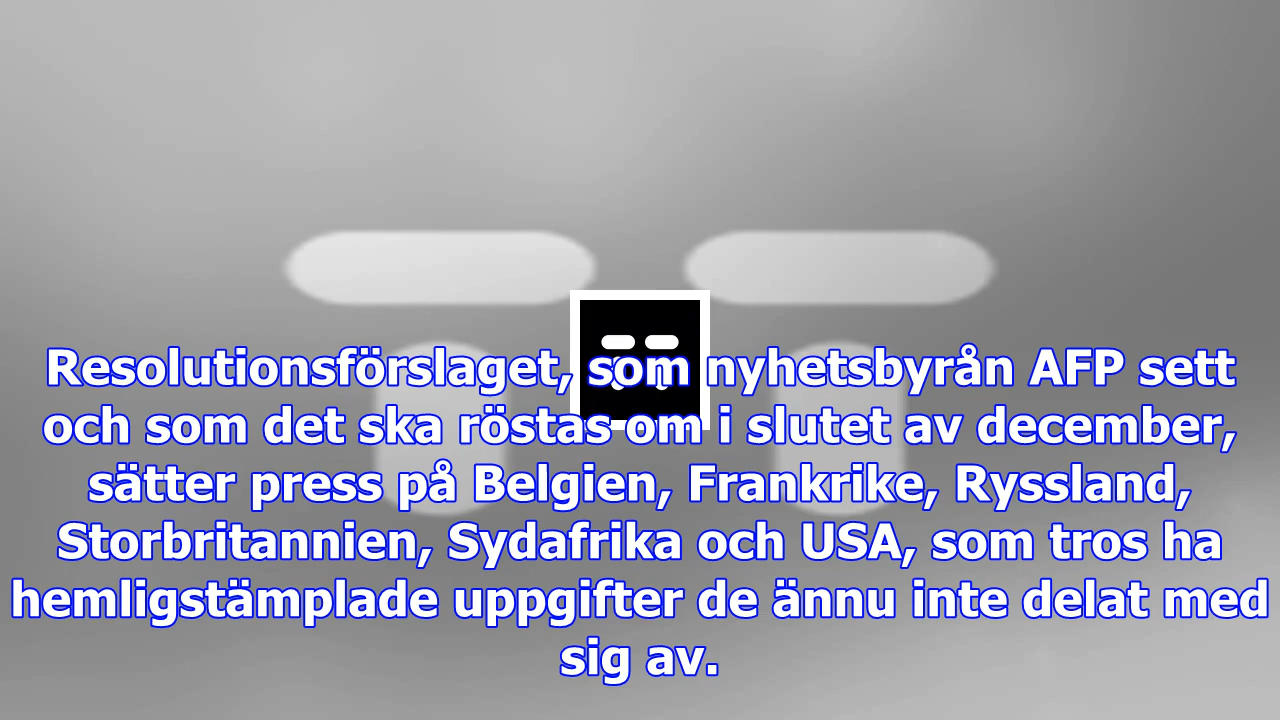 Resolutionsförslaget, som nyhetsbyrån AFP sett
och som det ska röstas om i slutet av december,
sätter press på Belgien, Frankrike, Ryssland,
Storbritannien, Sydafrika och USA, som tros ha
hemligstämplade uppgifter de ännu inte delat med
sig av.